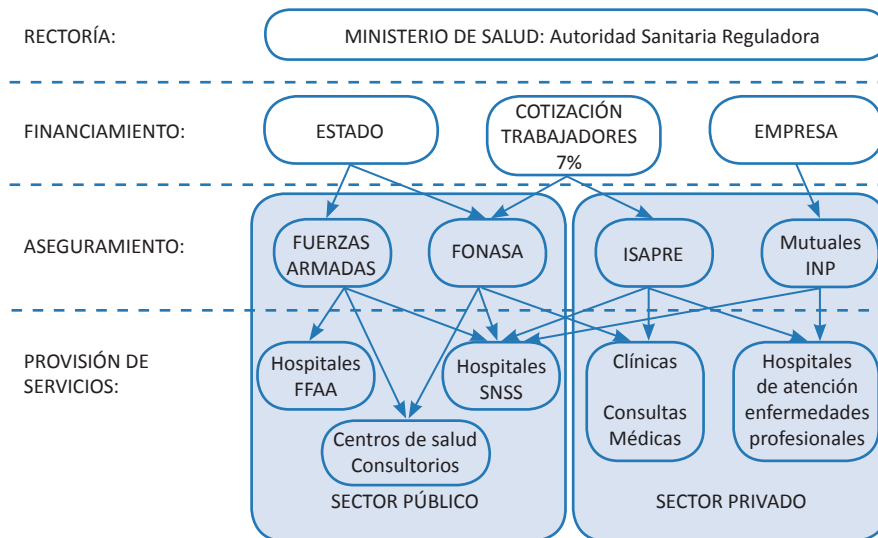 RECTORÍA:
MINISTERIO DE SALUD: Autoridad Sanitaria Reguladora
FINANCIAMIENTO:
ESTADO
COTIZACIÓN
TRABAJADORES
7%
EMPRESA
ASEGURAMIENTO:
FUERZAS
ARMADAS
FONASA
ISAPRE
Mutuales
INP
PROVISIÓN DE
SERVICIOS:
Hospitales
FFAA
Hospitales
SNSS
Clínicas
Consultas
Médicas
Hospitales
de atención
enfermedades
profesionales
Centros de salud
Consultorios
SECTOR PÚBLICO
SECTOR PRIVADO